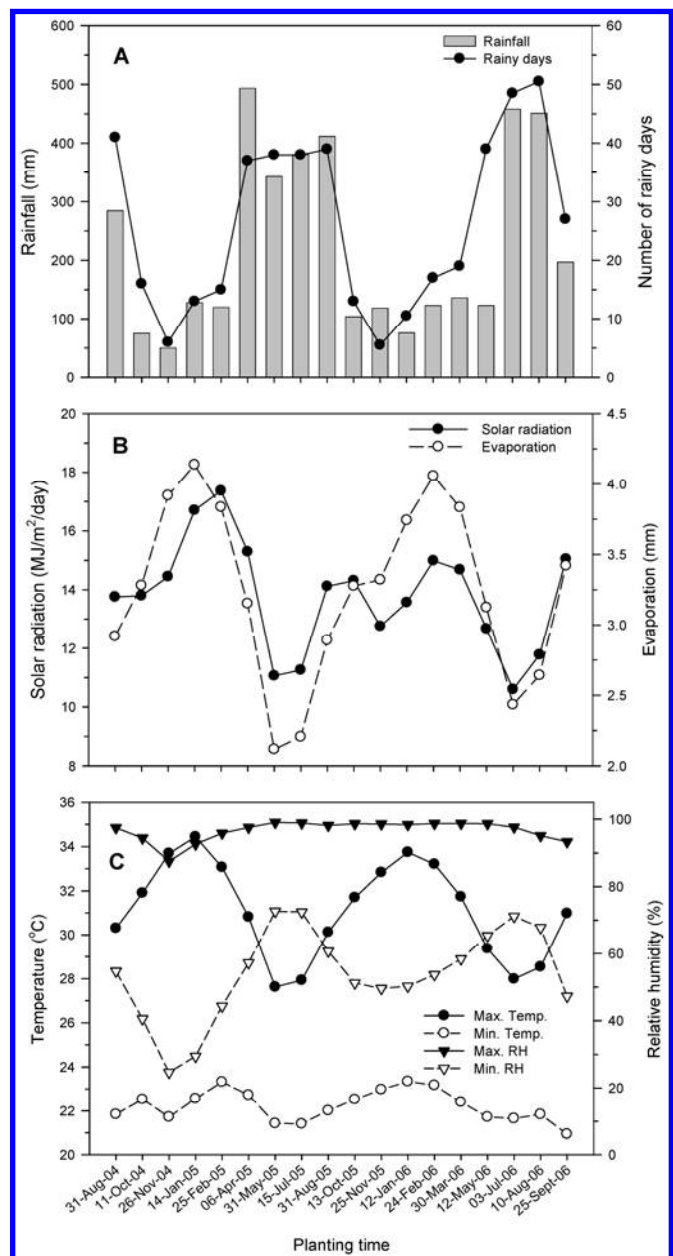 A
Rainfall
Rainy days
Rainfall (mm)
600
500
400
300
200
100
0
60
50
40
30
20
10
0
Number of rainy days
B
Solar radiation
Evaporation
Solar radiation (MJ/m²/day)
20
18
16
14
12
10
8
4.5
4.0
3.5
3.0
2.5
2.0
Evaporation (mm)
C
Max. Temp.
Min. Temp.
Max. RH
Min. RH
Temperature (°C)
35
34
32
30
28
26
24
22
20
100
80
60
40
20
0
Relative humidity (%)
31-Aug-04
11-Oct-04
26-Nov-04
14-Jan-05
25-Feb-05
06-Apr-05
31-May-05
15-Jul-05
31-Aug-05
13-Oct-05
25-Nov-05
12-Jan-06
24-Feb-06
30-Mar-06
12-May-06
03-Jul-06
10-Aug-06
25-Sept-06
Planting time